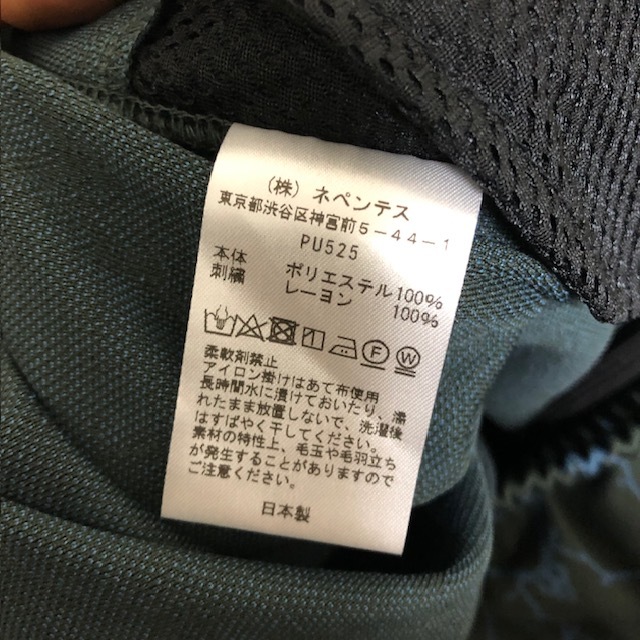 (株) ネペンテス
東京都渋谷区神宮前5-44-1
PU525
本体 ポリエステル100%
刺繍 レーヨン 100%
F W
柔軟剤禁止
アイロン掛けはあて布使用
長時間水に漬けておいたり、濡
れたまま放置しないで、洗濯後
はすばやく干してください。
素材の特性上、毛玉や毛羽立ち
が発生することがありますので
ご注意ください。
日本製